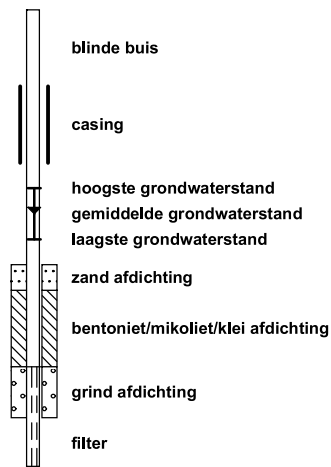 blinde buis
casing
hoogste grondwaterstand
gemiddelde grondwaterstand
laagste grondwaterstand
zand afdichting
bentoniet/mikoliet/klei afdichting
grind afdichting
filter